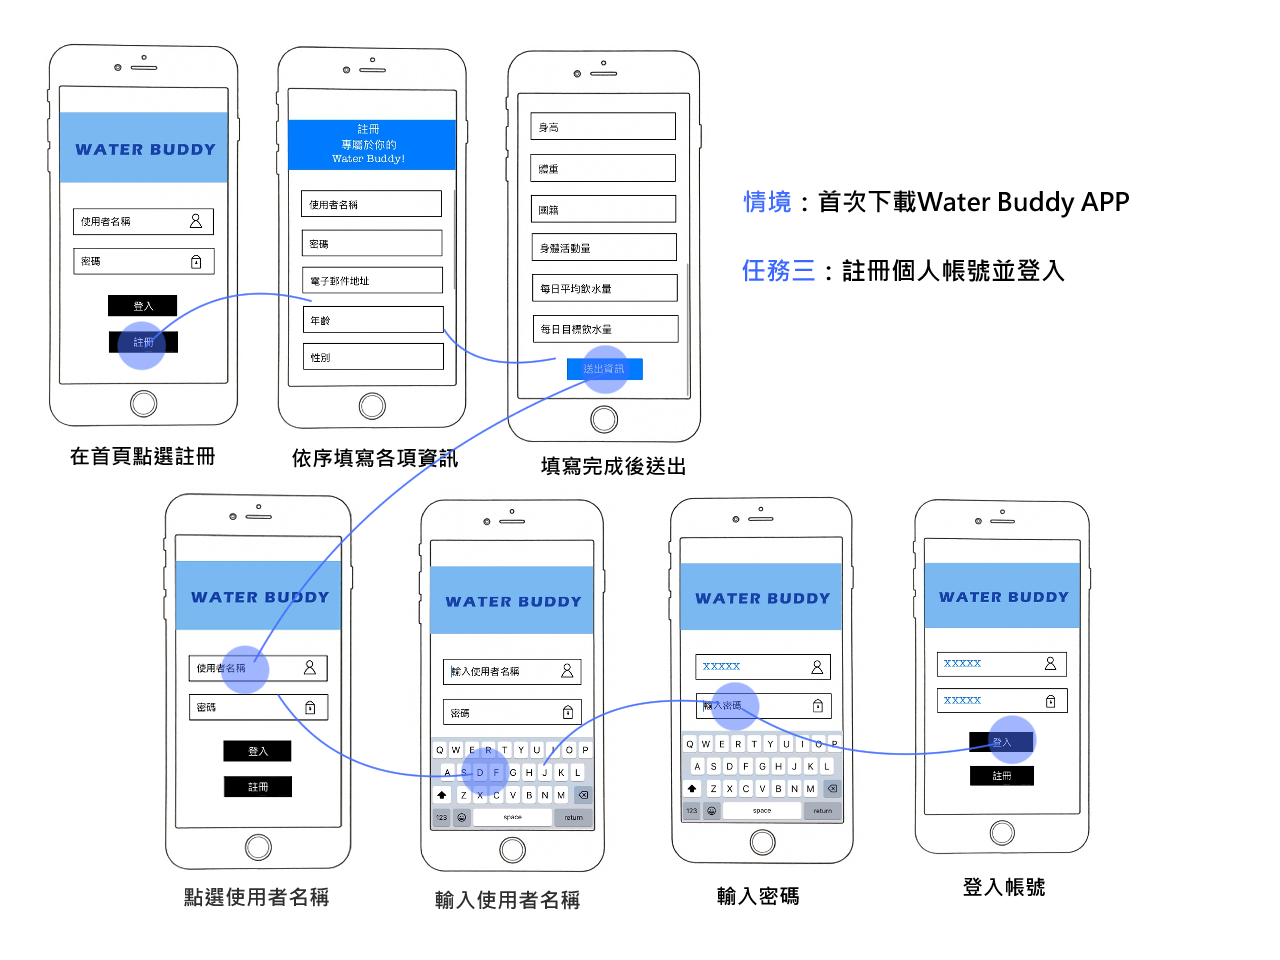 WATER BUDDY
使用者名稱
密碼
登入
註冊
在首頁點選註冊
註冊
專屬於你的
Water Buddy!
使用者名稱
密碼
電子郵件地址
年齡
性別
依序填寫各項資訊
身高
體重
國籍
身體活動量
每日平均飲水量
每日目標飲水量
送出資訊
填寫完成後送出
情境：首次下載Water Buddy APP
任務三：註冊個人帳號並登入
WATER BUDDY
使用者名稱
密碼
登入
註冊
點選使用者名稱
WATER BUDDY
輸入使用者名稱
密碼
Q W E R T Y U I O P
A S D F G H J K L
Z X C V B N M
123 space return
輸入使用者名稱
WATER BUDDY
XXXXX
輸入密碼
Q W E R T Y U I O P
A S D F G H J K L
Z X C V B N M
123 space return
輸入密碼
WATER BUDDY
XXXXX
XXXXX
登入
註冊
登入帳號